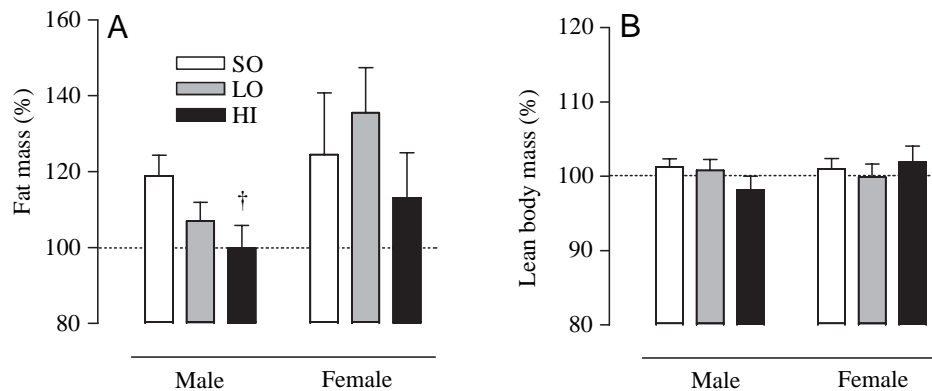 A
Fat mass (%)
160
140
120
100
80
SO
LO
HI
†
Male
Female
B
Lean body mass (%)
120
110
100
90
80
Male
Female